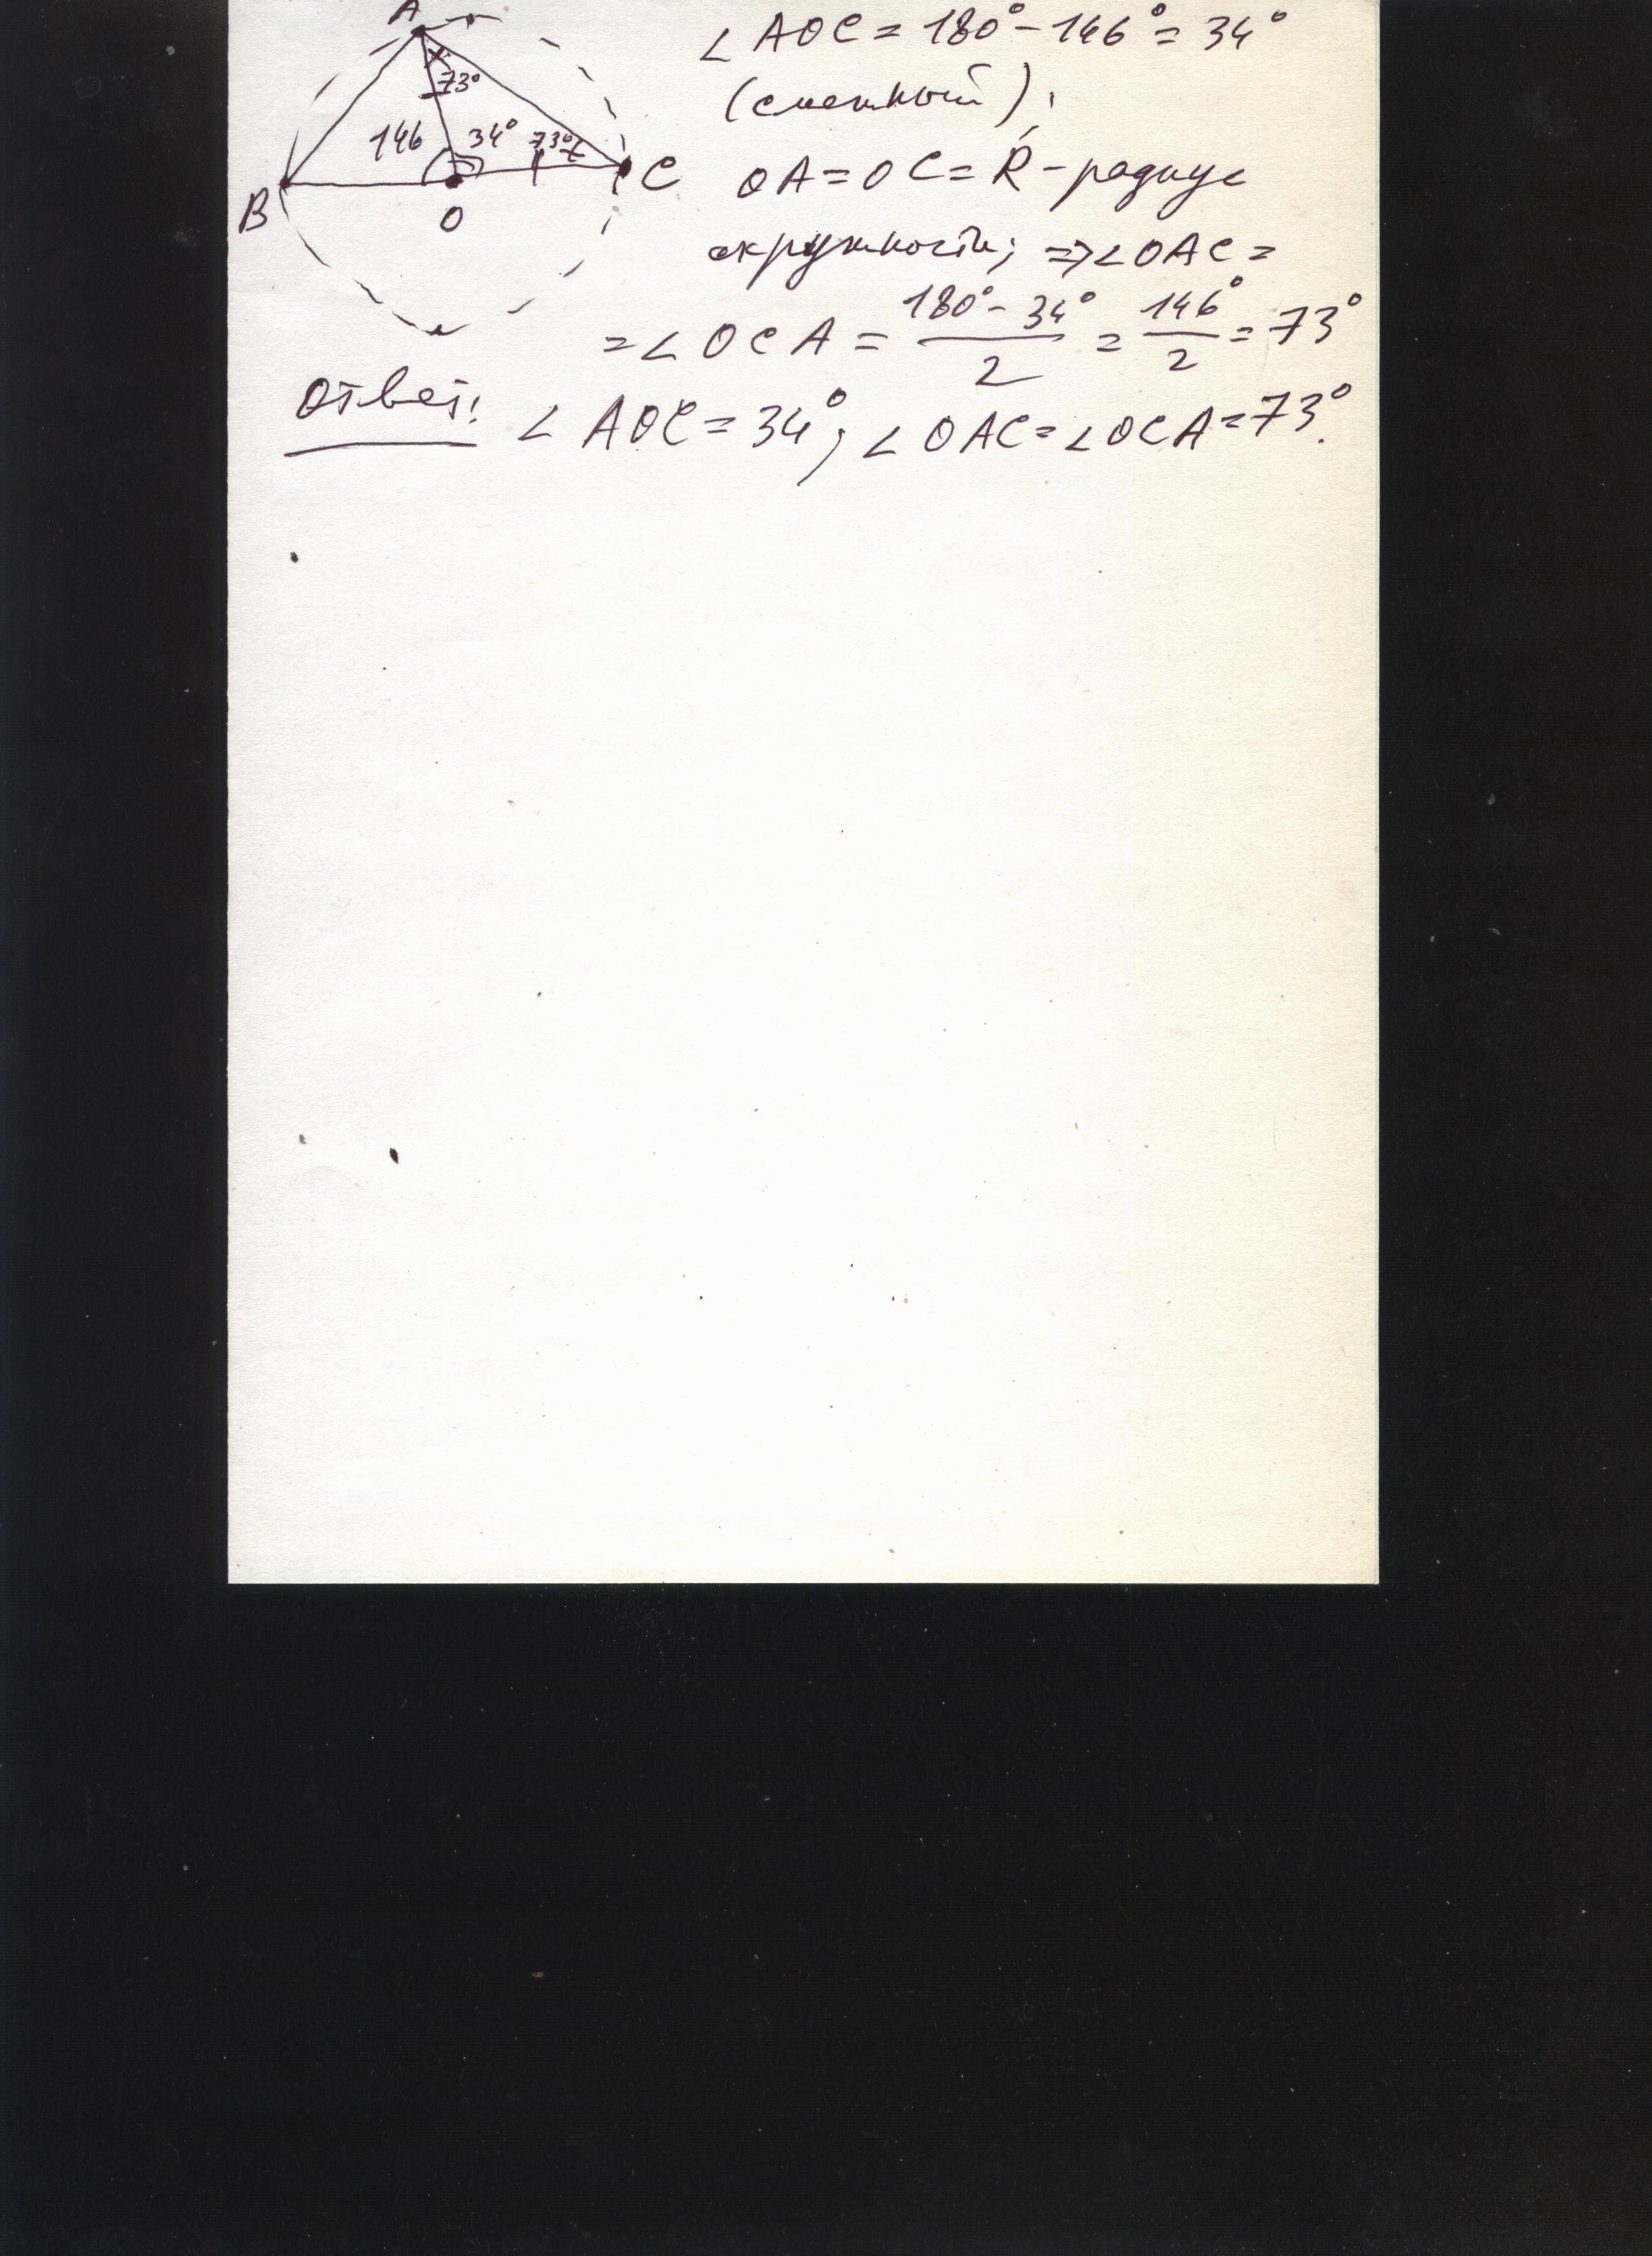 A
73°
146 34° 73°
B O C
∠AOC = 180° - 146° = 34°
(смежный);
OA = OC = R - радиус
окружности; => ∠OAC =
= ∠OCA = (180° - 34°)/2 = 146°/2 = 73°
Ответ: ∠AOC = 34°; ∠OAC = ∠OCA = 73°.